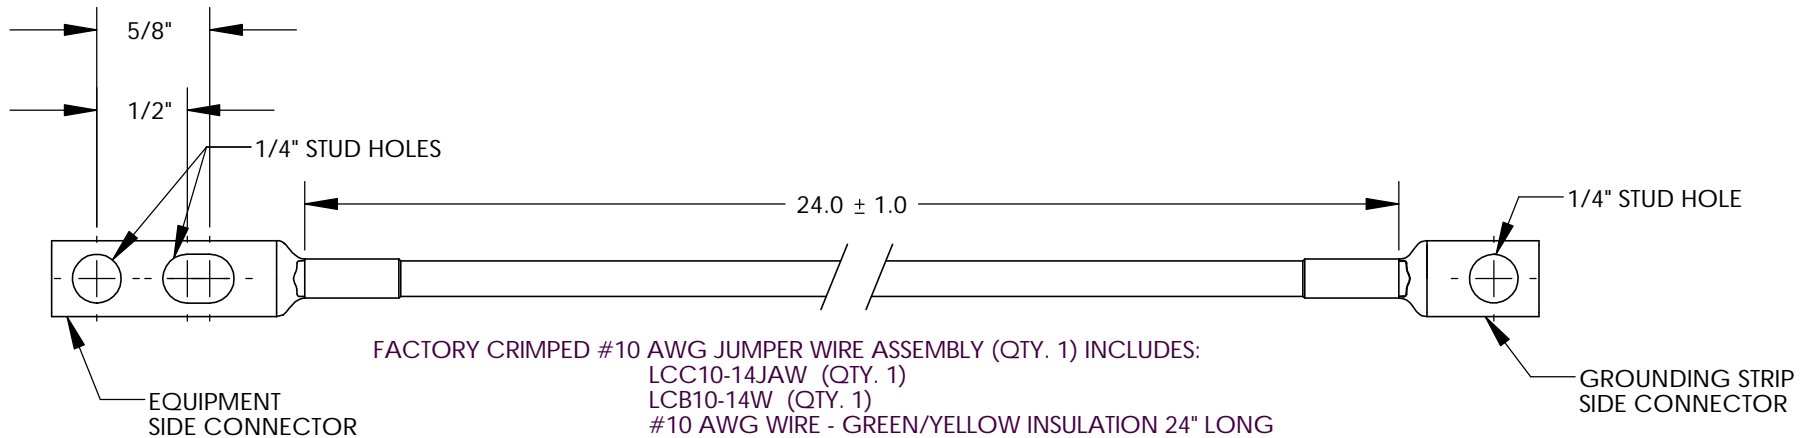 5/8"
1/2"
1/4" STUD HOLES
24.0 ± 1.0
1/4" STUD HOLE
FACTORY CRIMPED #10 AWG JUMPER WIRE ASSEMBLY (QTY. 1) INCLUDES:
LCC10-14JAW (QTY. 1)
LCB10-14W (QTY. 1)
#10 AWG WIRE - GREEN/YELLOW INSULATION 24" LONG
EQUIPMENT
SIDE CONNECTOR
GROUNDING STRIP
SIDE CONNECTOR